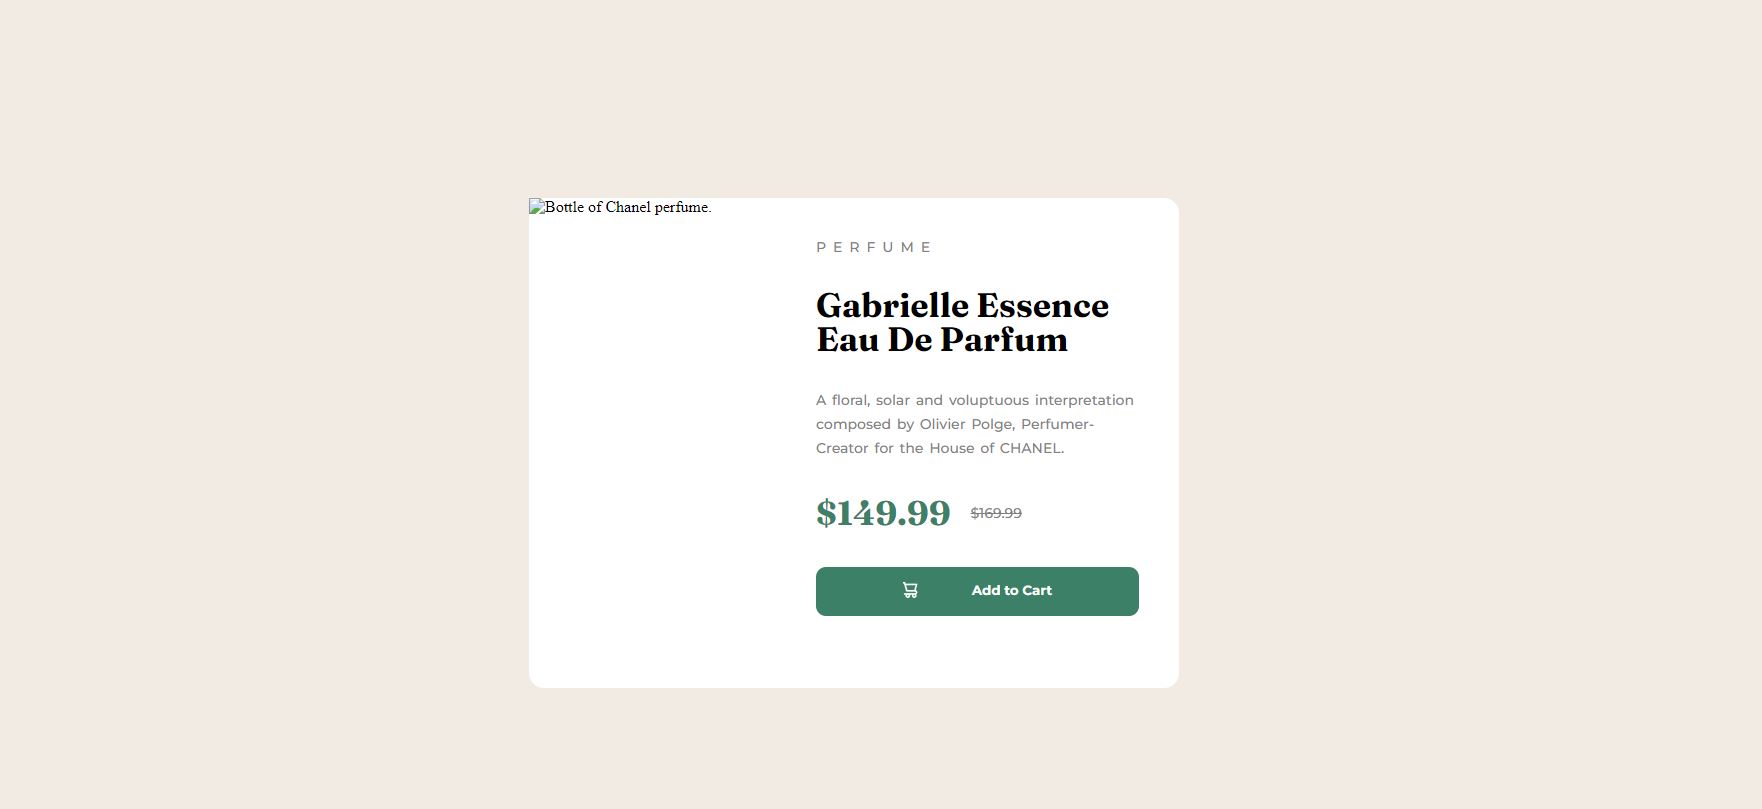 Bottle of Chanel perfume.
PERFUME
Gabrielle Essence
Eau De Parfum
A floral, solar and voluptuous interpretation
composed by Olivier Polge, Perfumer-
Creator for the House of CHANEL.
$149.99 $169.99
Add to Cart